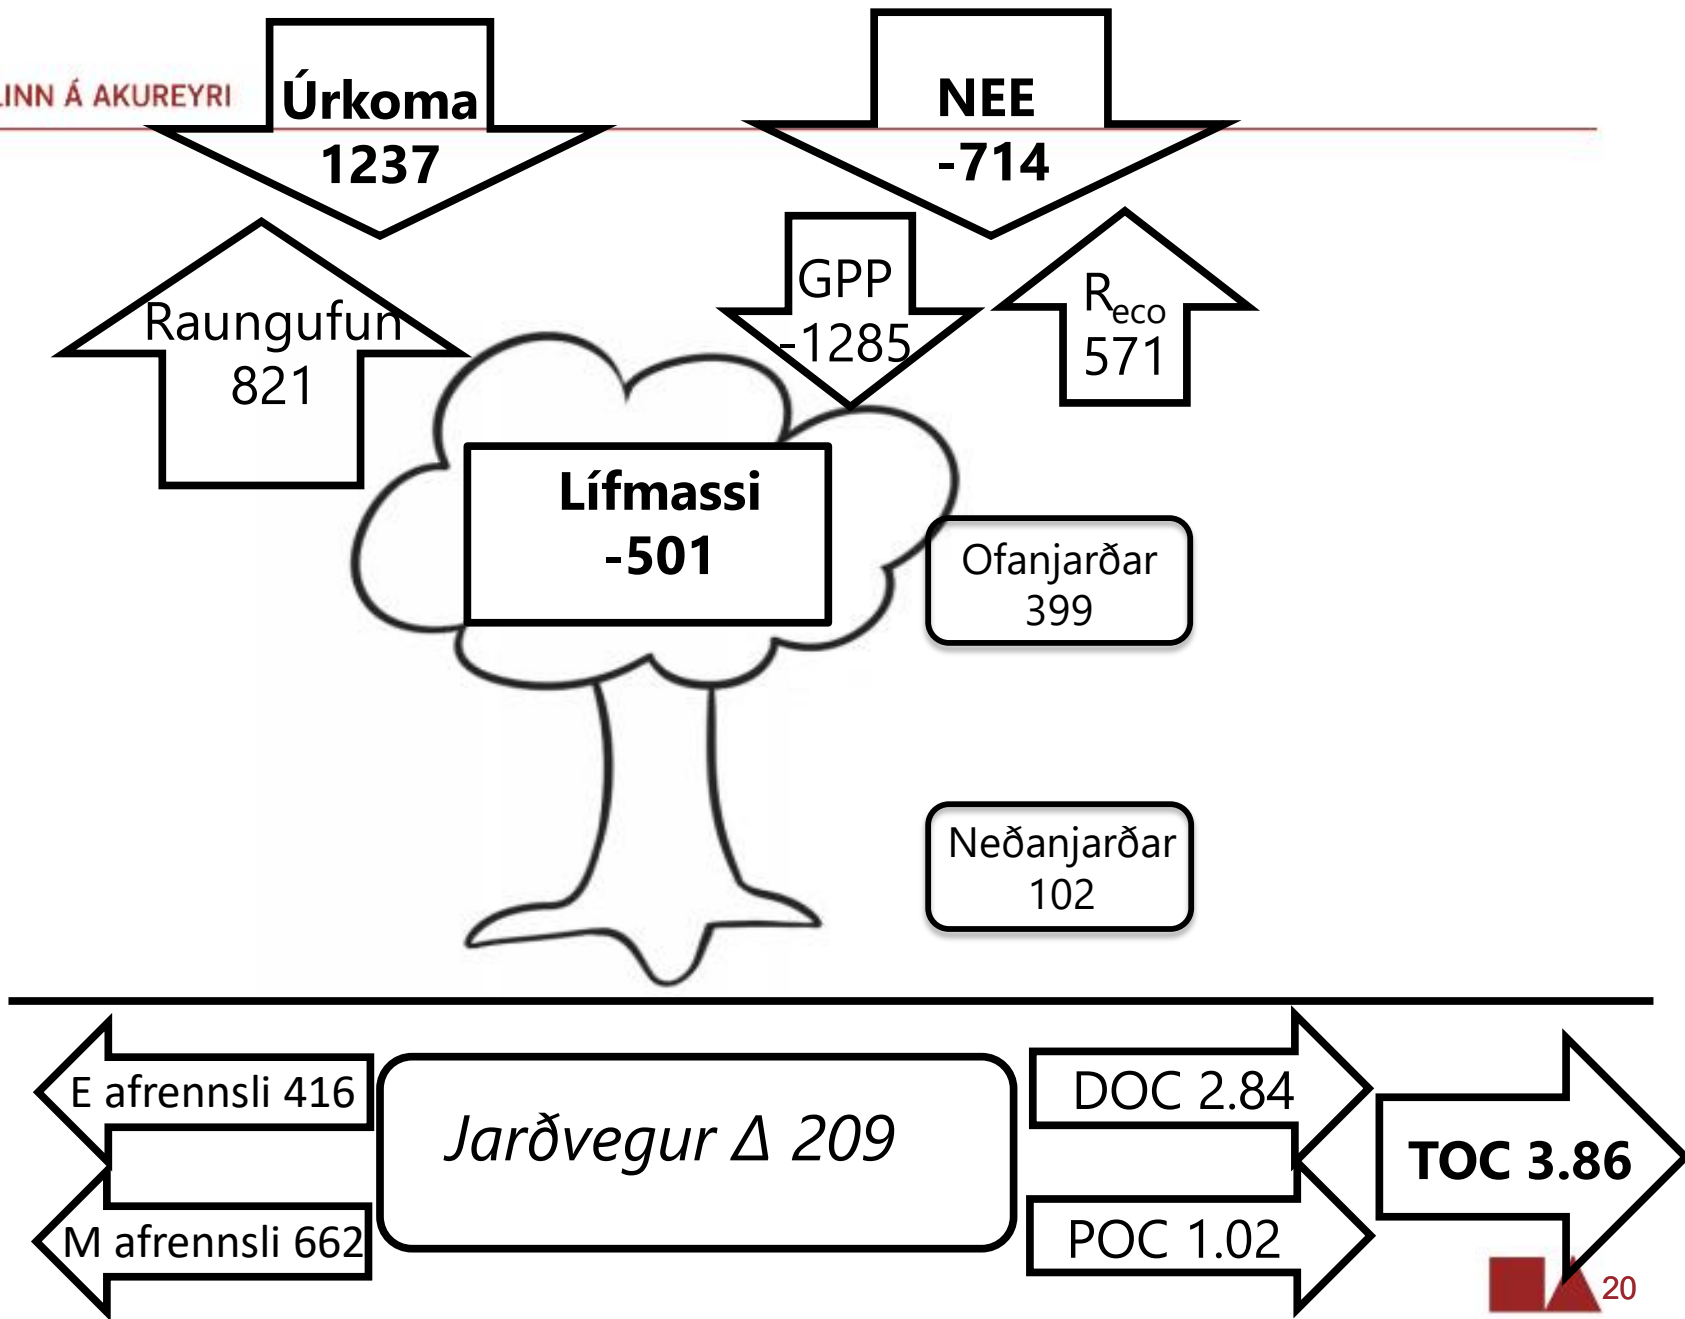 LINN Á AKUREYRI
Úrkoma
1237
NEE
-714
Raungufun
821
GPP
-1285
Reco
571
Lífmassi
-501
Ofanjarðar
399
Neðanjarðar
102
E afrennsli 416
M afrennsli 662
Jarðvegur Δ 209
DOC 2.84
POC 1.02
TOC 3.86
20